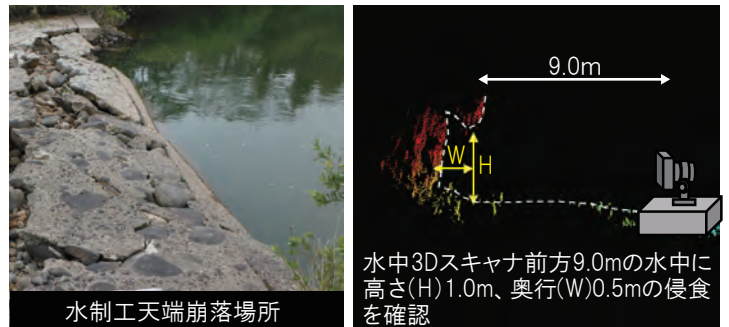 水制工天端崩落場所
9.0m
W
H
水中3Dスキャナ前方9.0mの水中に
高さ(H)1.0m、奥行(W)0.5mの侵食
を確認